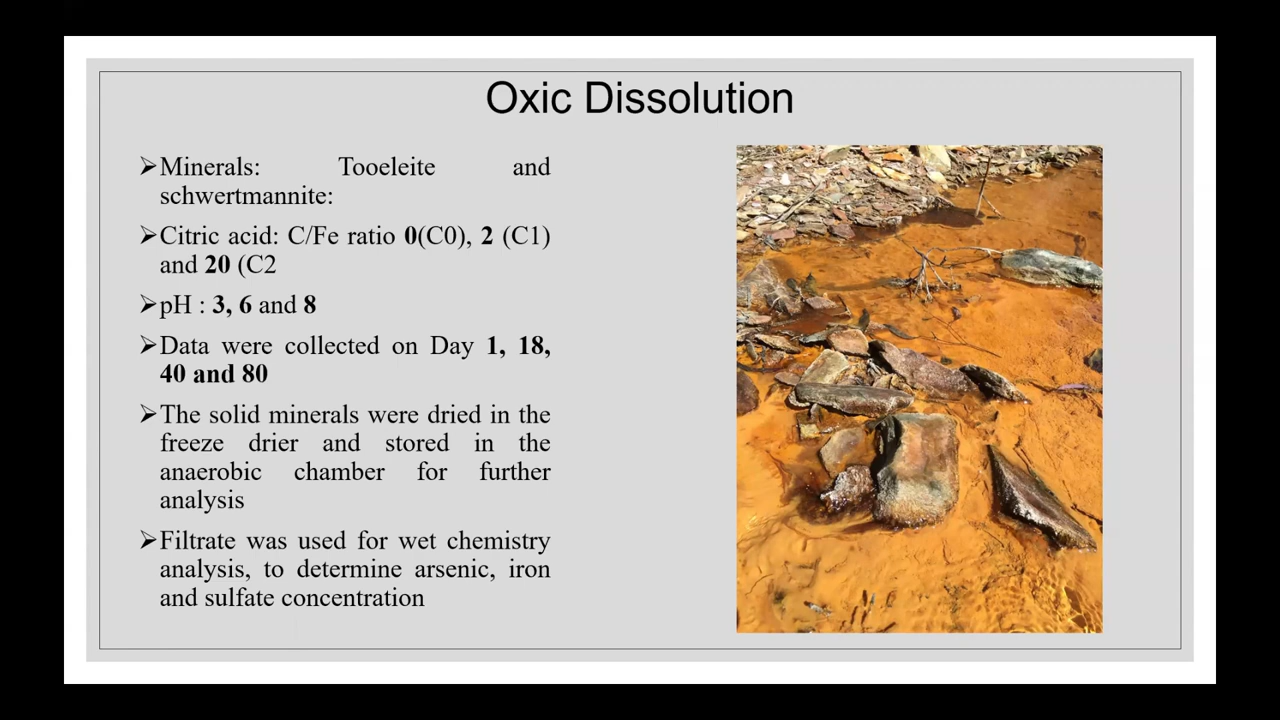 Oxic Dissolution
➢Minerals: Tooeleite and
schwertmannite:
➢Citric acid: C/Fe ratio 0(C0), 2 (C1)
and 20 (C2
➢pH : 3, 6 and 8
➢Data were collected on Day 1, 18,
40 and 80
➢The solid minerals were dried in the
freeze drier and stored in the
anaerobic chamber for further
analysis
➢Filtrate was used for wet chemistry
analysis, to determine arsenic, iron
and sulfate concentration